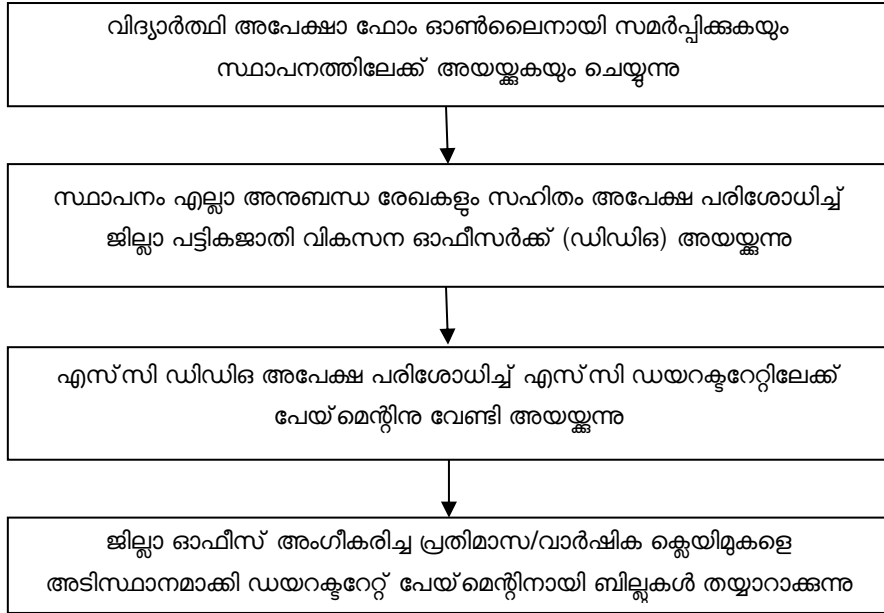 വിദ്യാർത്ഥി അപേക്ഷാ ഫോം ഓൺലൈനായി സമർപ്പിക്കുകയും
സ്ഥാപനത്തിലേക്ക് അയയ്ക്കുകയും ചെയ്യുന്നു
സ്ഥാപനം എല്ലാ അനുബന്ധ രേഖകളും സഹിതം അപേക്ഷ പരിശോധിച്ച്
ജില്ലാ പട്ടികജാതി വികസന ഓഫീസർക്ക് (ഡിഡിഒ) അയയ്ക്കുന്നു
എസ്സി ഡിഡിഒ അപേക്ഷ പരിശോധിച്ച് എസ്സി ഡയറക്ടറേറ്റിലേക്ക്
പേയ്മെന്റിനു വേണ്ടി അയയ്ക്കുന്നു
ജില്ലാ ഓഫീസ് അംഗീകരിച്ച പ്രതിമാസ/വാർഷിക ക്ലെയിമുകളെ
അടിസ്ഥാനമാക്കി ഡയറക്ടറേറ്റ് പേയ്മെന്റിനായി ബില്ലുകൾ തയ്യാറാക്കുന്നു